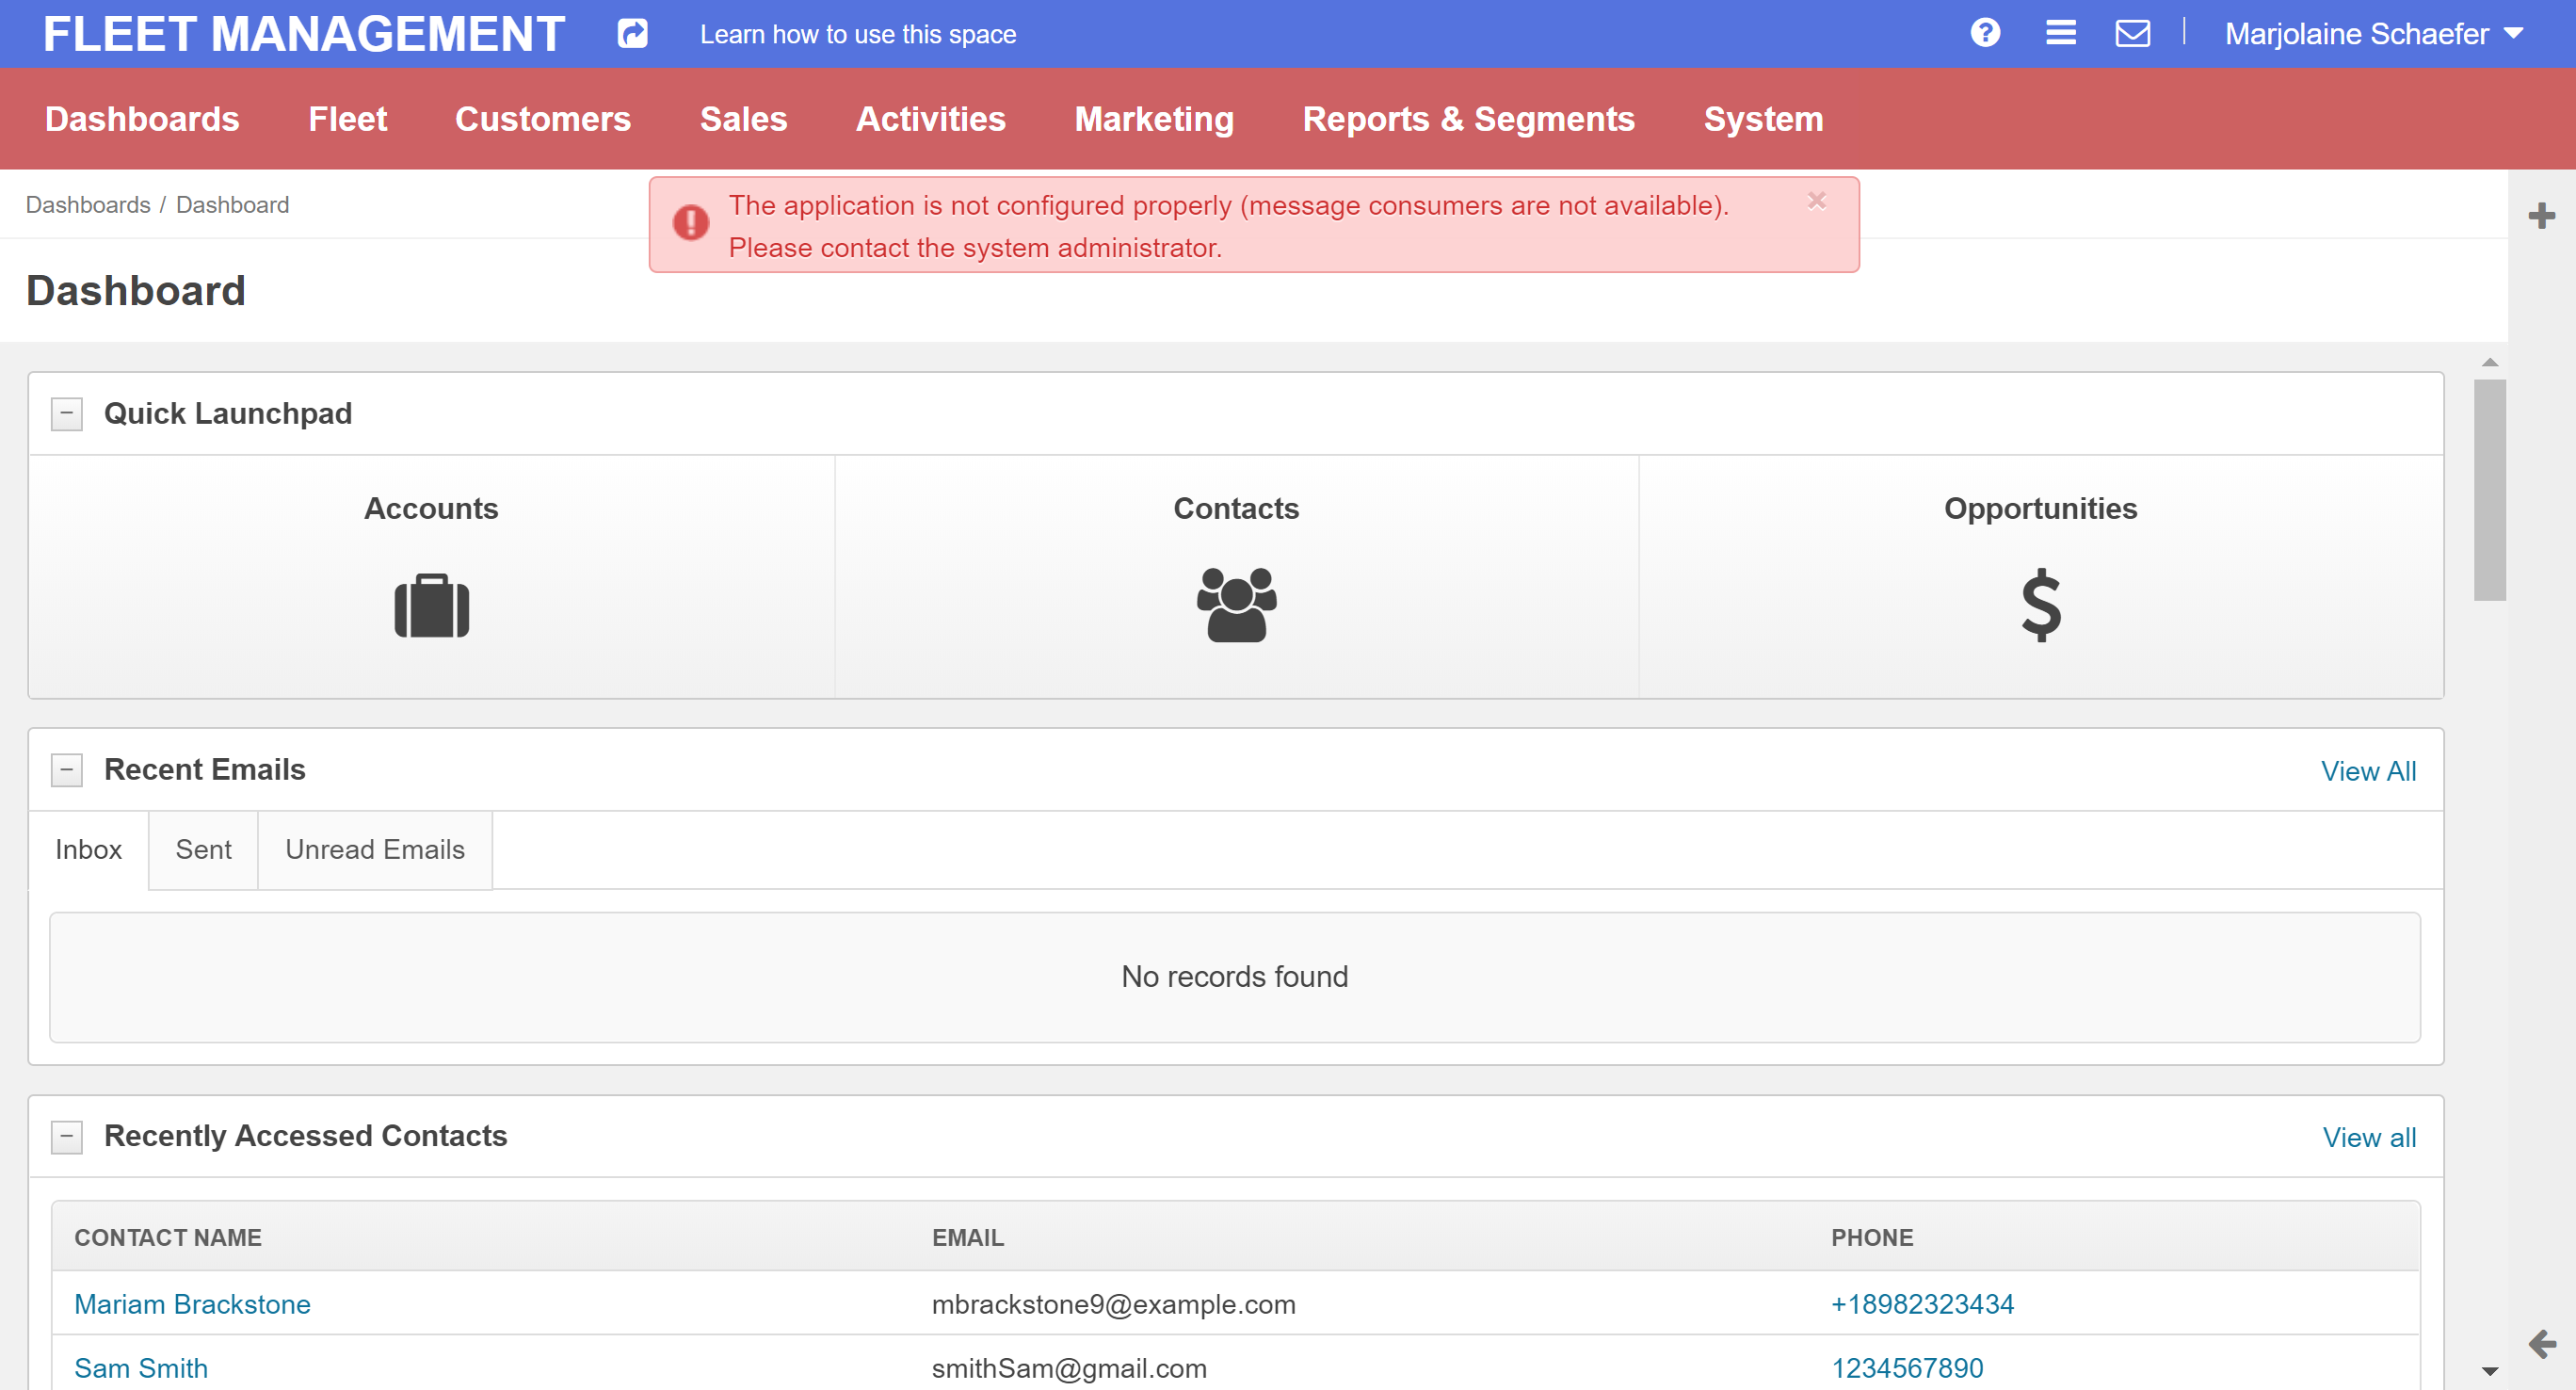 FLEET MANAGEMENT
Learn how to use this space
Marjolaine Schaefer
Dashboards
Fleet
Customers
Sales
Activities
Marketing
Reports & Segments
System
Dashboards / Dashboard
The application is not configured properly (message consumers are not available).
Please contact the system administrator.
Dashboard
Quick Launchpad
Accounts
Contacts
Opportunities
Recent Emails
View All
Inbox
Sent
Unread Emails
No records found
Recently Accessed Contacts
View all
CONTACT NAME
EMAIL
PHONE
Mariam Brackstone
mbrackstone9@example.com
+18982323434
Sam Smith
smithSam@gmail.com
1234567890